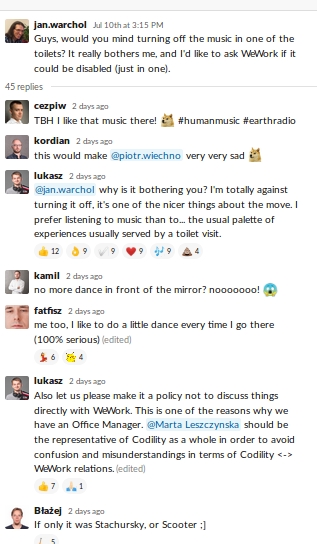 jan.warchol Jul 10th at 3:15 PM
Guys, would you mind turning off the music in one of the
toilets? It really bothers me, and I'd like to ask WeWork if it
could be disabled (just in one).
45 replies
cezpiw 2 days ago
TBH I like that music there! #humanmusic #earthradio
kordian 2 days ago
this would make @piotr.wiechno very very sad
lukasz 2 days ago
@jan.warchol why is it bothering you? I'm totally against
turning it off, it's one of the nicer things about the move. I
prefer listening to music than to... the usual palette of
experiences usually served by a toilet visit.
12 9 9 9 9 4
kamil 2 days ago
no more dance in front of the mirror? nooooooo!
fatfisz 2 days ago
me too, I like to do a little dance every time I go there
(100% serious) (edited)
6 4
lukasz 2 days ago
Also let us please make it a policy not to discuss things
directly with WeWork. This is one of the reasons why we
have an Office Manager. @Marta Leszczynska should be
the representative of Codility as a whole in order to avoid
confusion and misunderstandings in terms of Codility <->
WeWork relations. (edited)
7 1
Błażej 2 days ago
If only it was Stachursky, or Scooter ;]
5